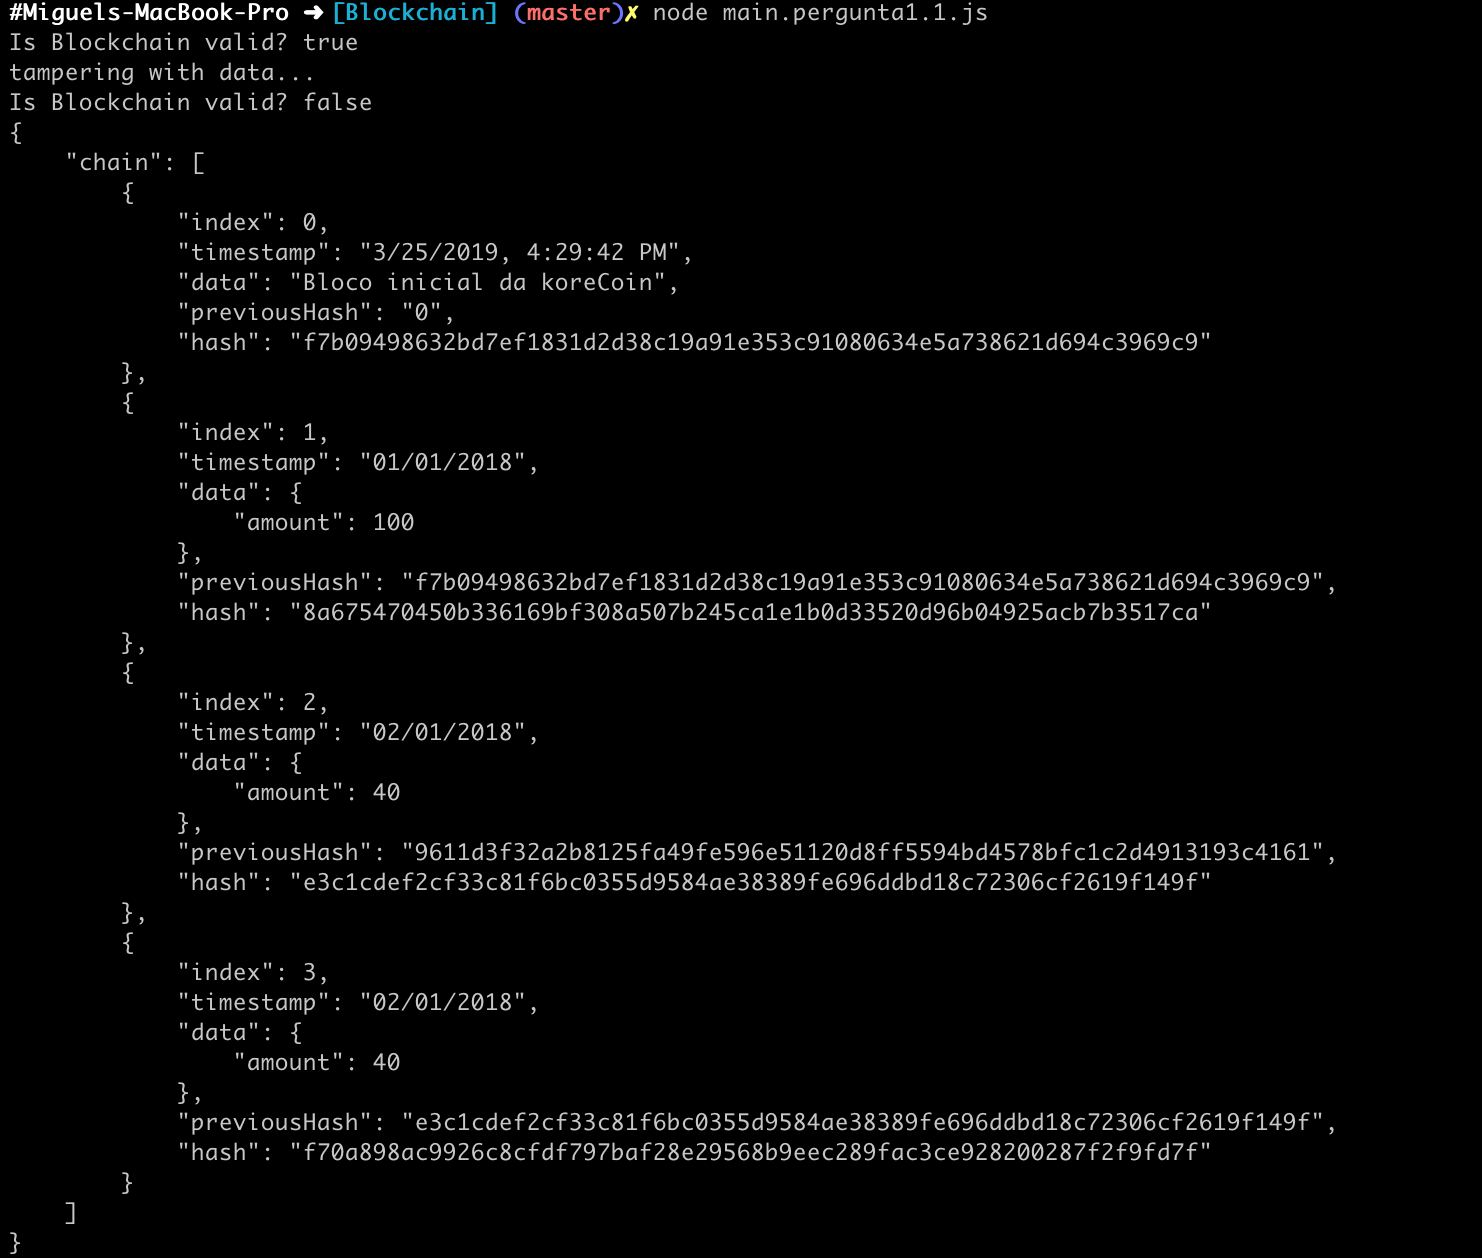 #Miguels-MacBook-Pro ➜ [Blockchain] (master)✗ node main.pergunta1.1.js
Is Blockchain valid? true
tampering with data...
Is Blockchain valid? false
{
    "chain": [
        {
            "index": 0,
            "timestamp": "3/25/2019, 4:29:42 PM",
            "data": "Bloco inicial da koreCoin",
            "previousHash": "0",
            "hash": "f7b09498632bd7ef1831d2d38c19a91e353c91080634e5a738621d694c3969c9"
        },
        {
            "index": 1,
            "timestamp": "01/01/2018",
            "data": {
                "amount": 100
            },
            "previousHash": "f7b09498632bd7ef1831d2d38c19a91e353c91080634e5a738621d694c3969c9",
            "hash": "8a675470450b336169bf308a507b245ca1e1b0d33520d96b04925acb7b3517ca"
        },
        {
            "index": 2,
            "timestamp": "02/01/2018",
            "data": {
                "amount": 40
            },
            "previousHash": "9611d3f32a2b8125fa49fe596e51120d8ff5594bd4578bfc1c2d4913193c4161",
            "hash": "e3c1cdef2cf33c81f6bc0355d9584ae38389fe696ddbd18c72306cf2619f149f"
        },
        {
            "index": 3,
            "timestamp": "02/01/2018",
            "data": {
                "amount": 40
            },
            "previousHash": "e3c1cdef2cf33c81f6bc0355d9584ae38389fe696ddbd18c72306cf2619f149f",
            "hash": "f70a898ac9926c8cfdf797baf28e29568b9eec289fac3ce928200287f2f9fd7f"
        }
    ]
}